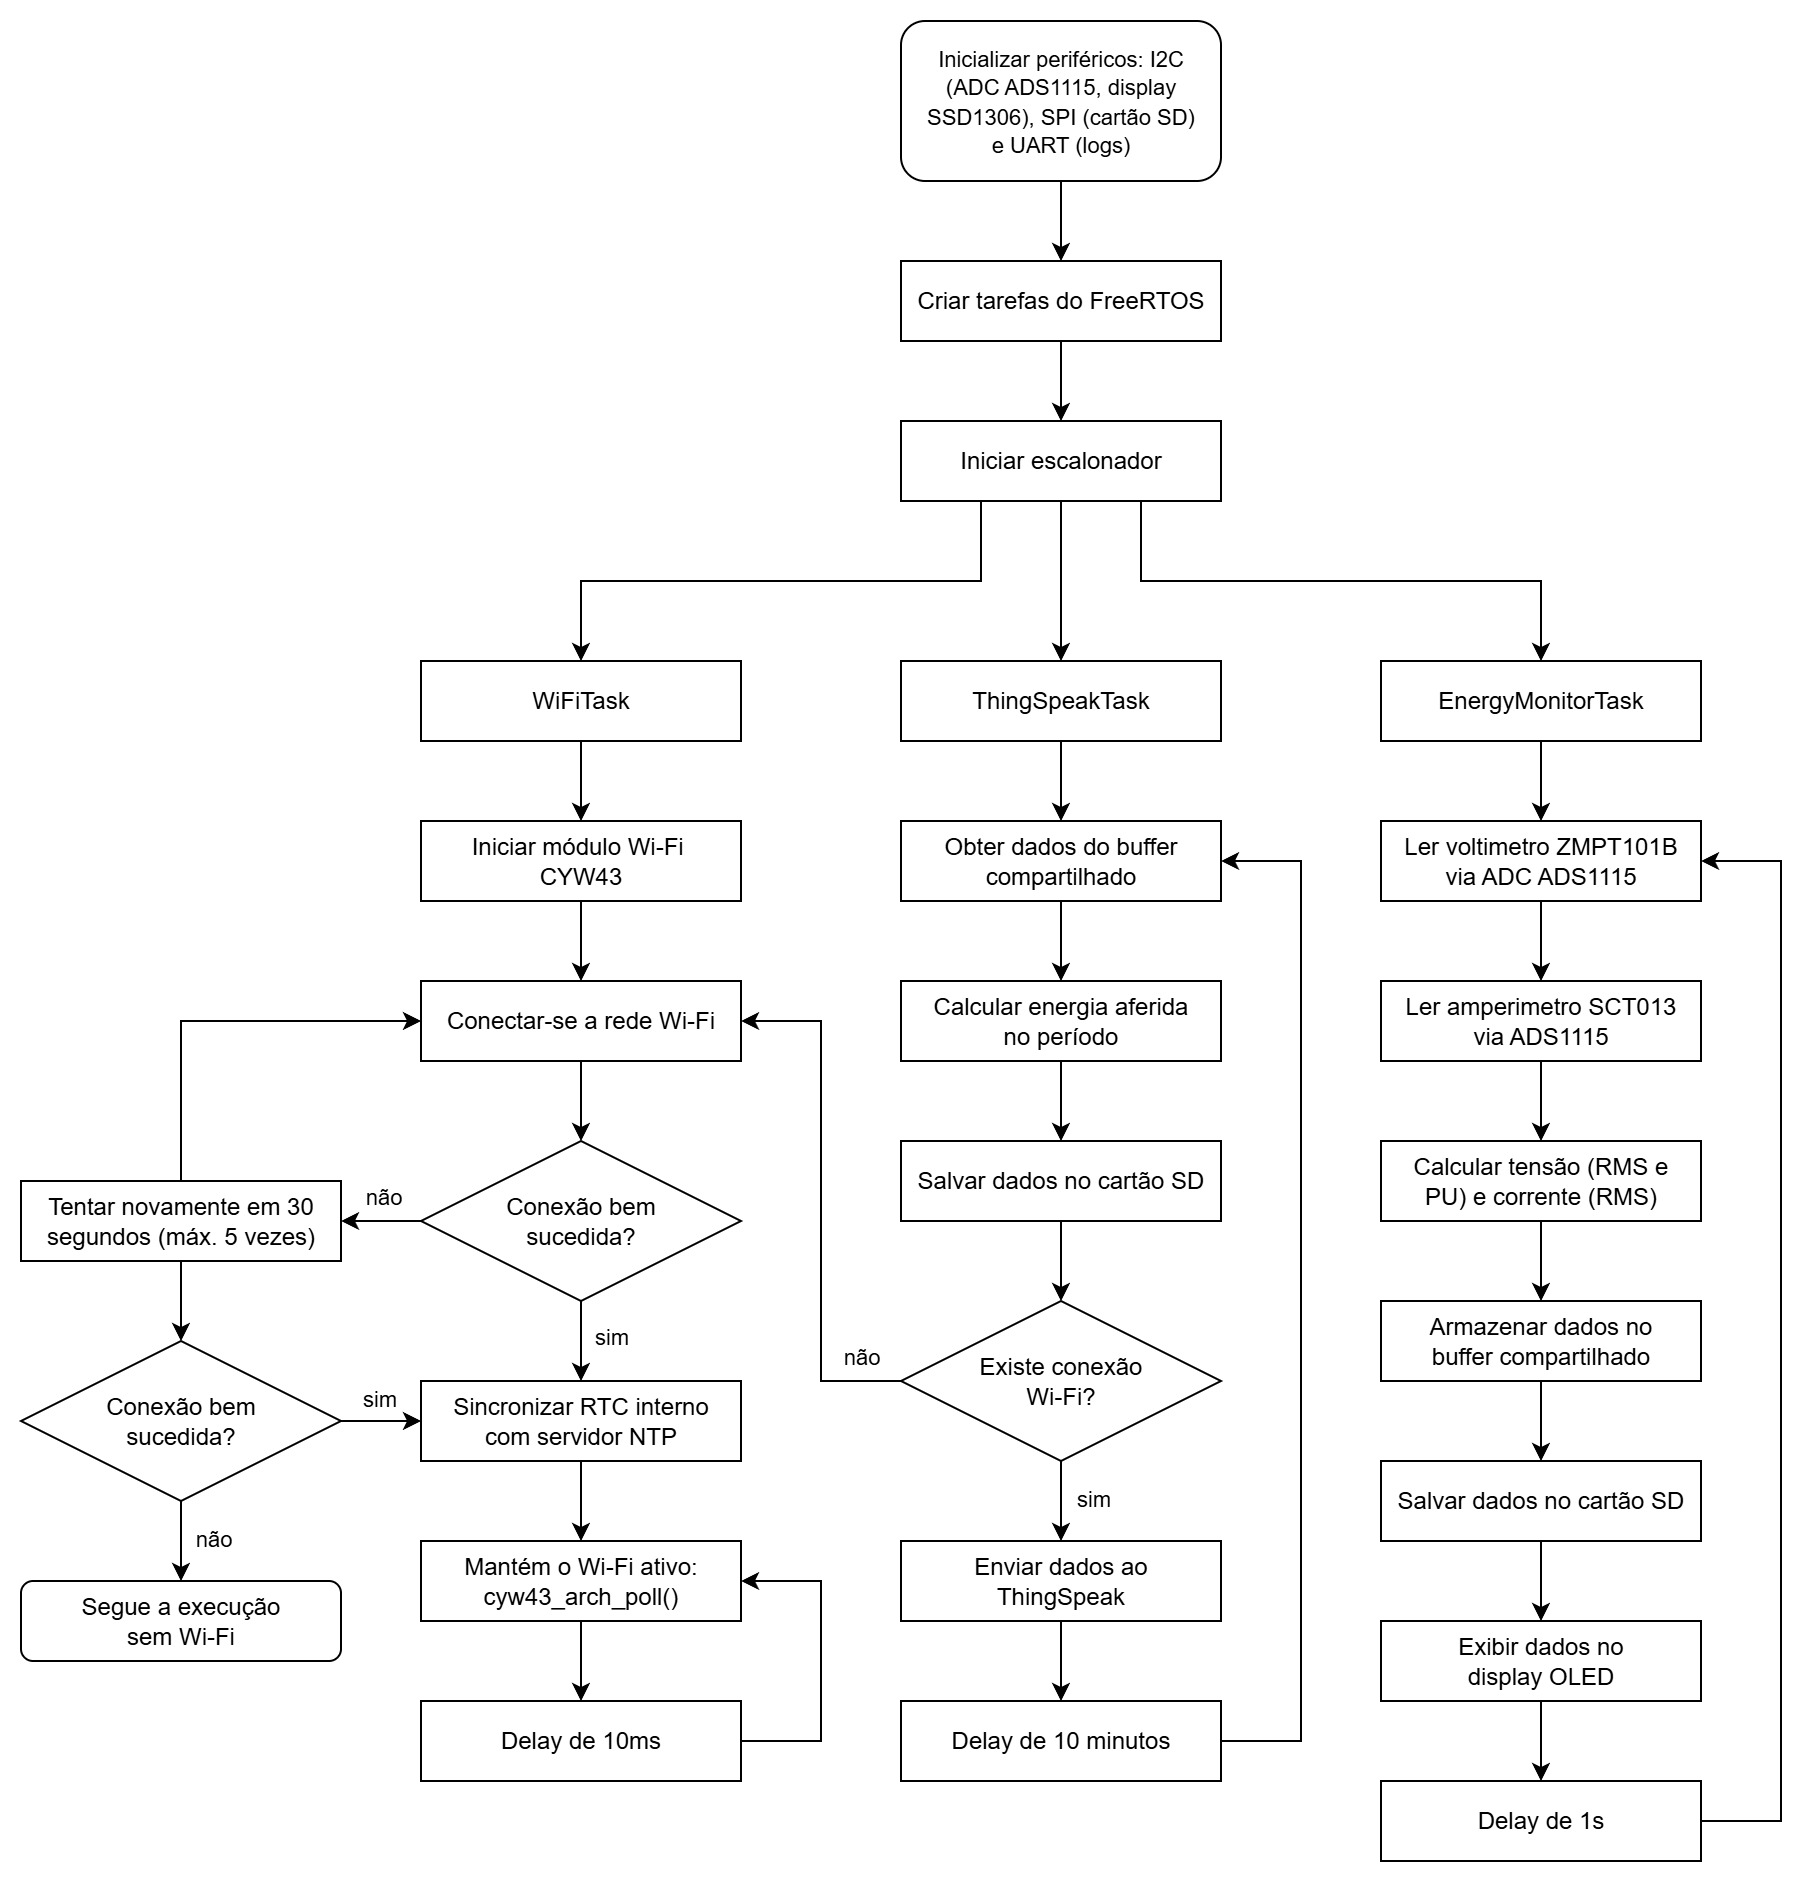 Inicializar periféricos: I2C
(ADC ADS1115, display
SSD1306), SPI (cartão SD)
e UART (logs)
Criar tarefas do FreeRTOS
Iniciar escalonador
WiFiTask
Iniciar módulo Wi-Fi
CYW43
Conectar-se a rede Wi-Fi
Conexão bem
sucedida?
não
Tentar novamente em 30
segundos (máx. 5 vezes)
Conexão bem
sucedida?
sim
não
Segue a execução
sem Wi-Fi
sim
Sincronizar RTC interno
com servidor NTP
Mantém o Wi-Fi ativo:
cyw43_arch_poll()
Delay de 10ms
ThingSpeakTask
Obter dados do buffer
compartilhado
Calcular energia aferida
no período
Salvar dados no cartão SD
Existe conexão
Wi-Fi?
não
sim
Enviar dados ao
ThingSpeak
Delay de 10 minutos
EnergyMonitorTask
Ler voltimetro ZMPT101B
via ADC ADS1115
Ler amperimetro SCT013
via ADS1115
Calcular tensão (RMS e
PU) e corrente (RMS)
Armazenar dados no
buffer compartilhado
Salvar dados no cartão SD
Exibir dados no
display OLED
Delay de 1s